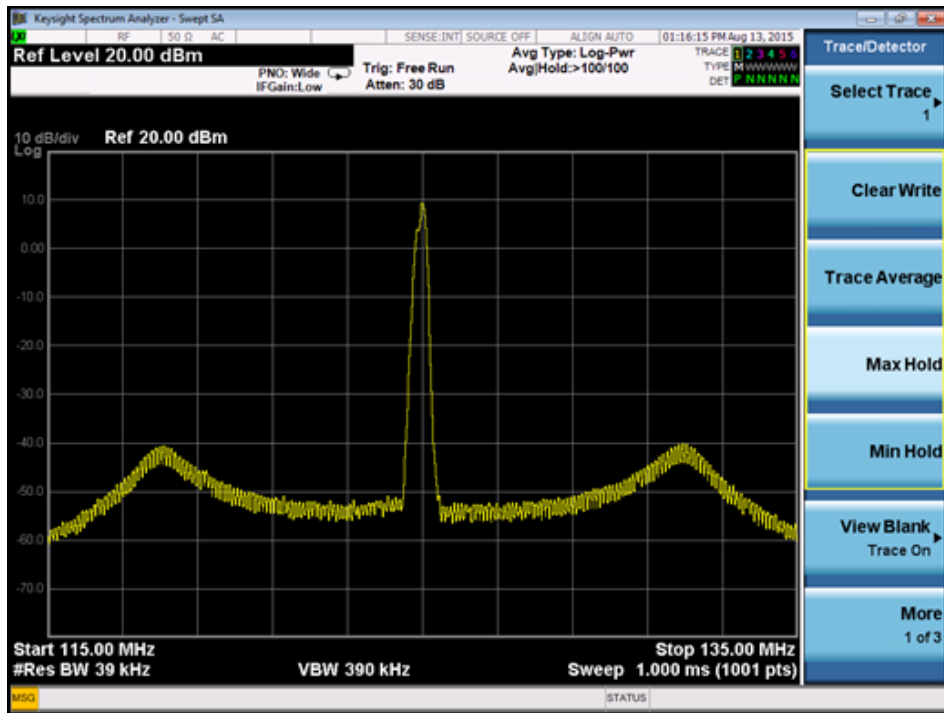 Keysight Spectrum Analyzer - Swept SA
RF 50 Ω AC SENSE:INT SOURCE OFF ALIGN AUTO 01:16:15 PM Aug 13, 2015
Ref Level 20.00 dBm
PNO: Wide
IFGain:Low
Trig: Free Run
Atten: 30 dB
Avg Type: Log-Pwr
Avg|Hold:>100/100
TRACE 1 2 3 4 5 6
TYPE M WWWWW
DET P N N N N N
10 dB/div
Log
Ref 20.00 dBm
10.0
0.00
-10.0
-20.0
-30.0
-40.0
-50.0
-60.0
-70.0
Start 115.00 MHz
#Res BW 39 kHz
VBW 390 kHz
Stop 135.00 MHz
Sweep 1.000 ms (1001 pts)
MSG
STATUS
Trace/Detector
Select Trace
1
Clear Write
Trace Average
Max Hold
Min Hold
View Blank
Trace On
More
1 of 3